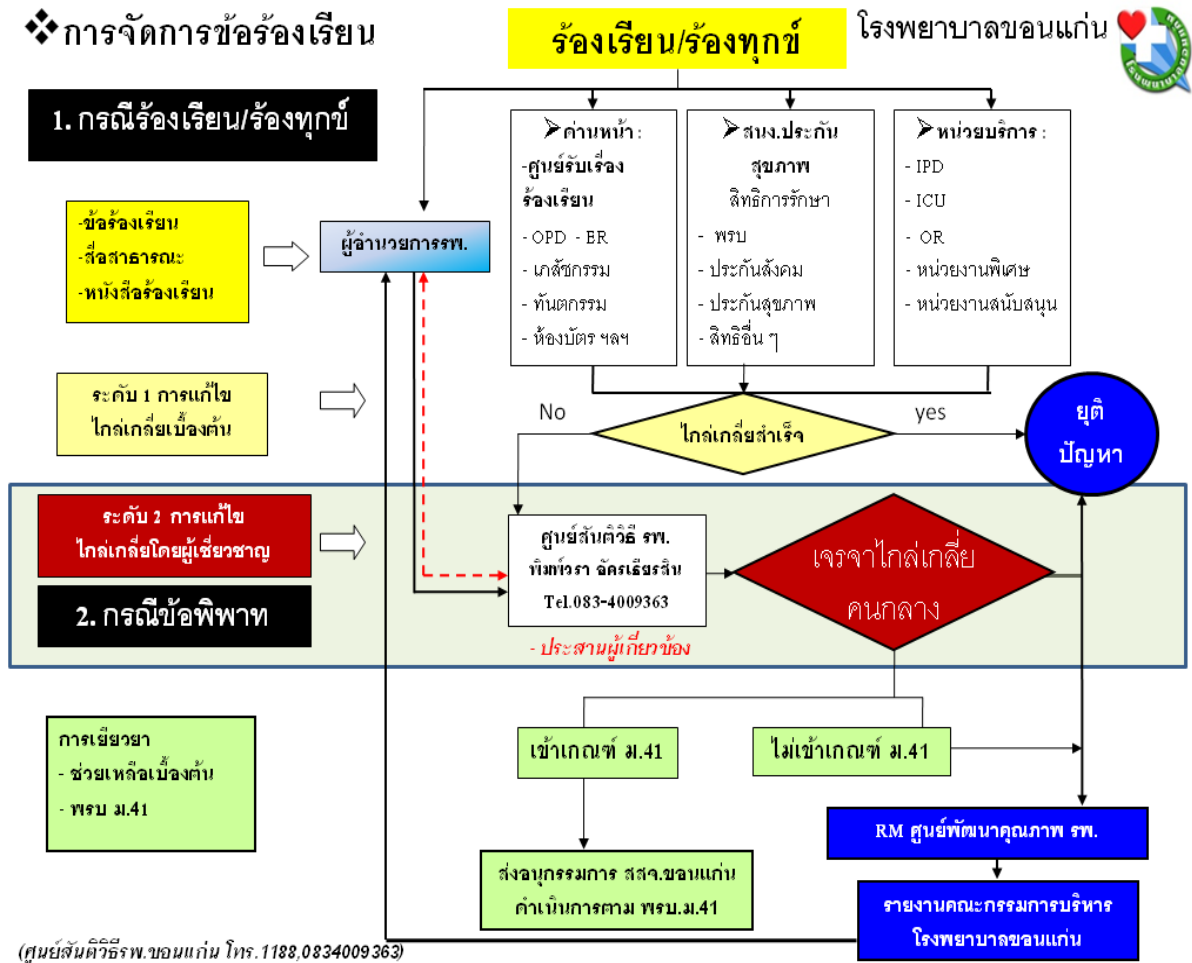 ❖การจัดการข้อร้องเรียน
ร้องเรียน/ร้องทุกข์
โรงพยาบาลขอนแก่น
1. กรณีร้องเรียน/ร้องทุกข์
➢ด่านหน้า :
-ศูนย์รับเรื่อง
ร้องเรียน
- OPD - ER
- เภสัชกรรม
- ทันตกรรม
- ห้องบัตร ฯลฯ
➢สนง.ประกัน
สุขภาพ
สิทธิการรักษา
- พรบ
- ประกันสังคม
- ประกันสุขภาพ
- สิทธิอื่น ๆ
➢หน่วยบริการ :
- IPD
- ICU
- OR
- หน่วยงานพิเศษ
- หน่วยงานสนับสนุน
-ข้อร้องเรียน
-สื่อสาธารณะ
-หนังสือร้องเรียน
ผู้อำนวยการรพ.
ระดับ 1 การแก้ไข
ไกล่เกลี่ยเบื้องต้น
No
ไกล่เกลี่ยสำเร็จ
yes
ยุติ
ปัญหา
ระดับ 2 การแก้ไข
ไกล่เกลี่ยโดยผู้เชี่ยวชาญ
2. กรณีข้อพิพาท
ศูนย์สันติวิธี รพ.
พิมพ์วรา อัครเธียรสิน
Tel.083-4009363
- ประสานผู้เกี่ยวข้อง
เจรจาไกล่เกลี่ย
คนกลาง
การเยียวยา
- ช่วยเหลือเบื้องต้น
- พรบ ม.41
เข้าเกณฑ์ ม.41
ไม่เข้าเกณฑ์ ม.41
RM ศูนย์พัฒนาคุณภาพ รพ.
ส่งอนุกรรมการ สสจ.ขอนแก่น
ดำเนินการตาม พรบ.ม.41
รายงานคณะกรรมการบริหาร
โรงพยาบาลขอนแก่น
(ศูนย์สันติวิธีรพ.ขอนแก่น โทร.1188,0834009363)